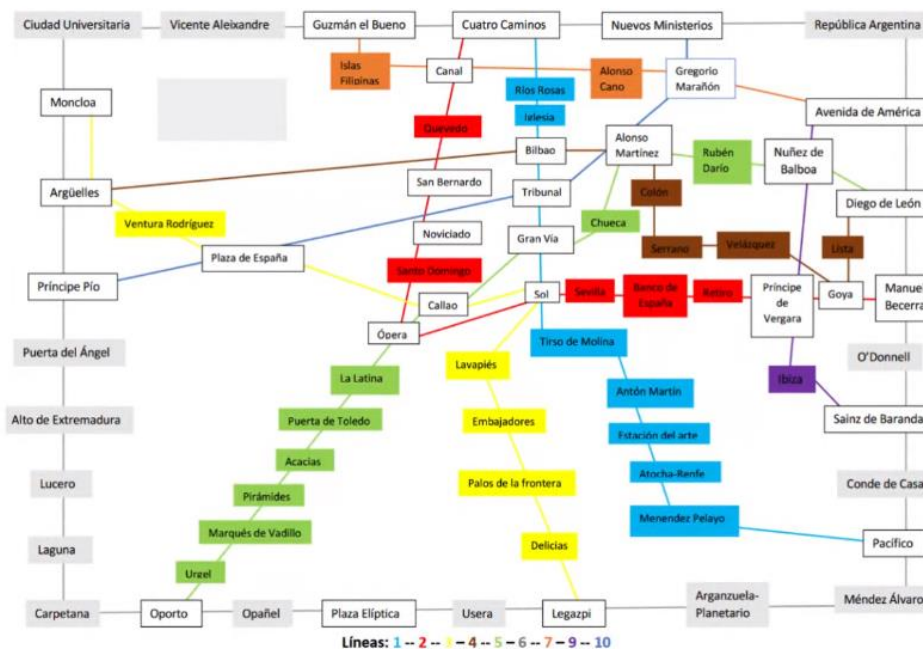 Ciudad Universitaria
Vicente Aleixandre
Guzmán el Bueno
Cuatro Caminos
Nuevos Ministerios
República Argentina
Islas
Filipinas
Canal
Alonso
Cano
Gregorio
Marañón
Moncloa
Ríos Rosas
Iglesia
Avenida de América
Quevedo
Bilbao
Alonso
Martínez
Rubén
Darío
Nuñez de
Balboa
Argüelles
San Bernardo
Tribunal
Colón
Diego de León
Ventura Rodríguez
Chueca
Noviciado
Gran Vía
Serrano
Velázquez
Lista
Plaza de España
Santo Domingo
Príncipe Pío
Callao
Sol
Sevilla
Banco de
España
Retiro
Príncipe
de
Vergara
Goya
Manuel
Becerra
Ópera
Tirso de Molina
Puerta del Ángel
Lavapiés
O'Donnell
La Latina
Ibiza
Antón Martín
Alto de Extremadura
Puerta de Toledo
Embajadores
Sainz de Baranda
Estación del arte
Acacias
Atocha-Renfe
Lucero
Pirámides
Palos de la frontera
Conde de Casa
Menendez Pelayo
Marqués de Vadillo
Laguna
Delicias
Pacífico
Urgel
Carpetana
Oporto
Opañel
Plaza Elíptica
Usera
Legazpi
Arganzuela-
Planetario
Méndez Álvaro
Líneas: 1 -- 2 -- 3 – 4 -- 5 – 6 -- 7 – 9 -- 10